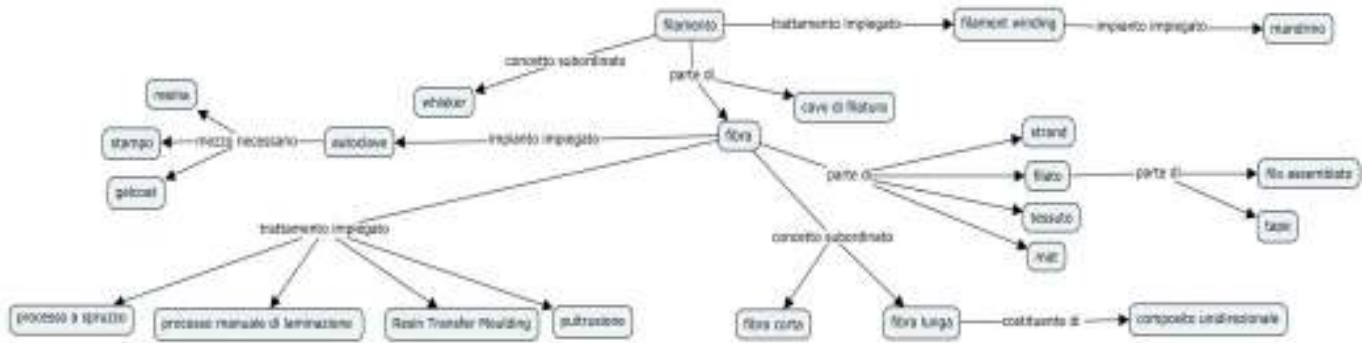 filamento
trattamento impiegato
filament winding
impianto impiegato
mandrino
concetto subordinato
parte di
whisker
cavo di filatura
resina
stampo
mezzo necessario
autoclave
impianto impiegato
fibra
gelcoat
parte di
strand
filato
parte di
filo assemblato
tessuto
tape
mat
trattamento impiegato
concetto subordinato
processo a spruzzo
processo manuale di laminazione
Resin Transfer Moulding
pultrusione
fibra corta
fibra lunga
costituente di
composito unidirezionale